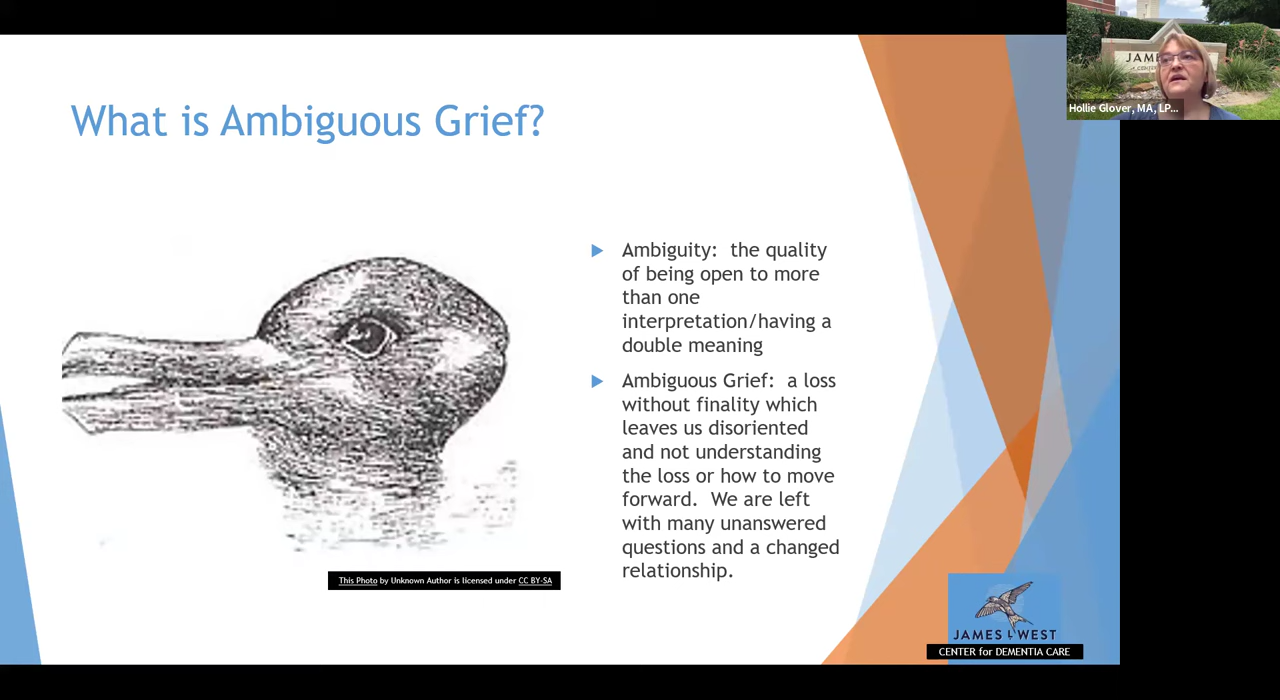 JAME
Hollie Glover, MA, LP...
What is Ambiguous Grief?
Ambiguity: the quality
of being open to more
than one
interpretation/having a
double meaning
Ambiguous Grief: a loss
without finality which
leaves us disoriented
and not understanding
the loss or how to move
forward. We are left
with many unanswered
questions and a changed
relationship.
This Photo by Unknown Author is licensed under CC BY-SA
JAMES L WEST
CENTER for DEMENTIA CARE